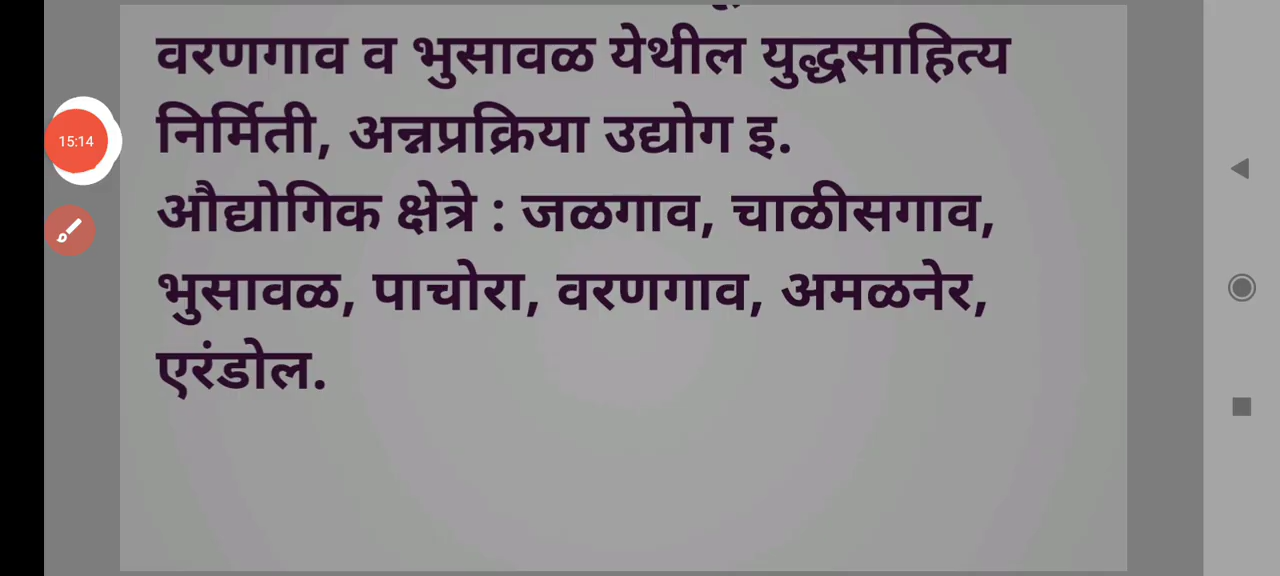 वरणगाव व भुसावळ येथील युद्धसाहित्य
15:14
निर्मिती, अन्नप्रक्रिया उद्योग इ.
औद्योगिक क्षेत्रे : जळगाव, चाळीसगाव,
भुसावळ, पाचोरा, वरणगाव, अमळनेर,
एरंडोल.